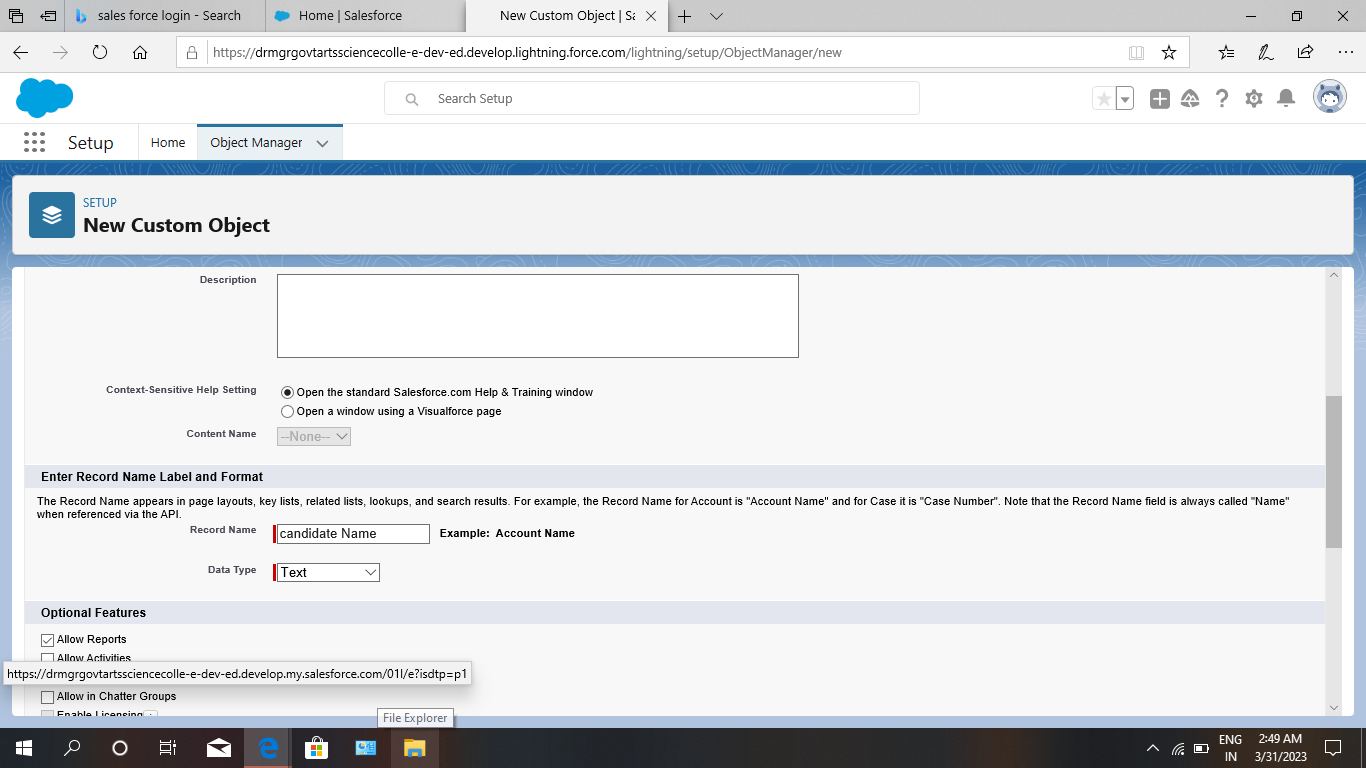 sales force login - Search
Home | Salesforce
New Custom Object | Sa
https://drmgrgovtartssciencecolle-e-dev-ed.develop.lightning.force.com/lightning/setup/ObjectManager/new
Search Setup
Setup
Home
Object Manager
SETUP
New Custom Object
Description
Context-Sensitive Help Setting
Open the standard Salesforce.com Help & Training window
Open a window using a Visualforce page
Content Name
--None--
Enter Record Name Label and Format
The Record Name appears in page layouts, key lists, related lists, lookups, and search results. For example, the Record Name for Account is "Account Name" and for Case it is "Case Number". Note that the Record Name field is always called "Name"
when referenced via the API.
Record Name
candidate Name
Example: Account Name
Data Type
Text
Optional Features
Allow Reports
Allow Activities
https://drmgrgovtartssciencecolle-e-dev-ed.develop.my.salesforce.com/01I/e?isdtp=p1
Allow in Chatter Groups
Enable Licensing
File Explorer
ENG
IN
2:49 AM
3/31/2023